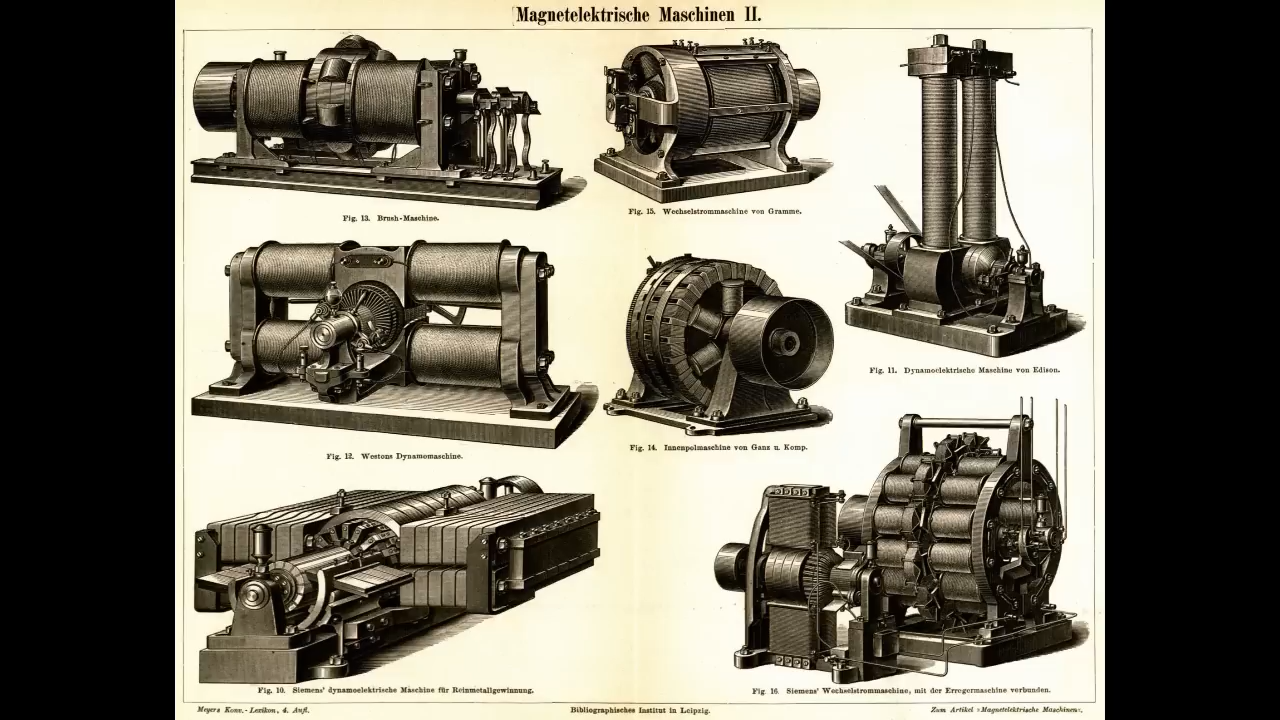 Magnetelektrische Maschinen II.
Fig. 13. Brush-Maschine.
Fig. 15. Wechselstrommaschine von Gramme.
Fig. 11. Dynamoelektrische Maschine von Edison.
Fig. 12. Westons Dynamomaschine.
Fig. 14. Innenpolmaschine von Ganz u. Komp.
Fig. 10. Siemens' dynamoelektrische Maschine für Reinmetallgewinnung.
Fig. 16. Siemens' Wechselstrommaschine, mit der Erregermaschine verbunden.
Meyers Konv.-Lexikon, 4. Aufl.
Bibliographisches Institut in Leipzig.
Zum Artikel »Magnetelektrische Maschinen«.